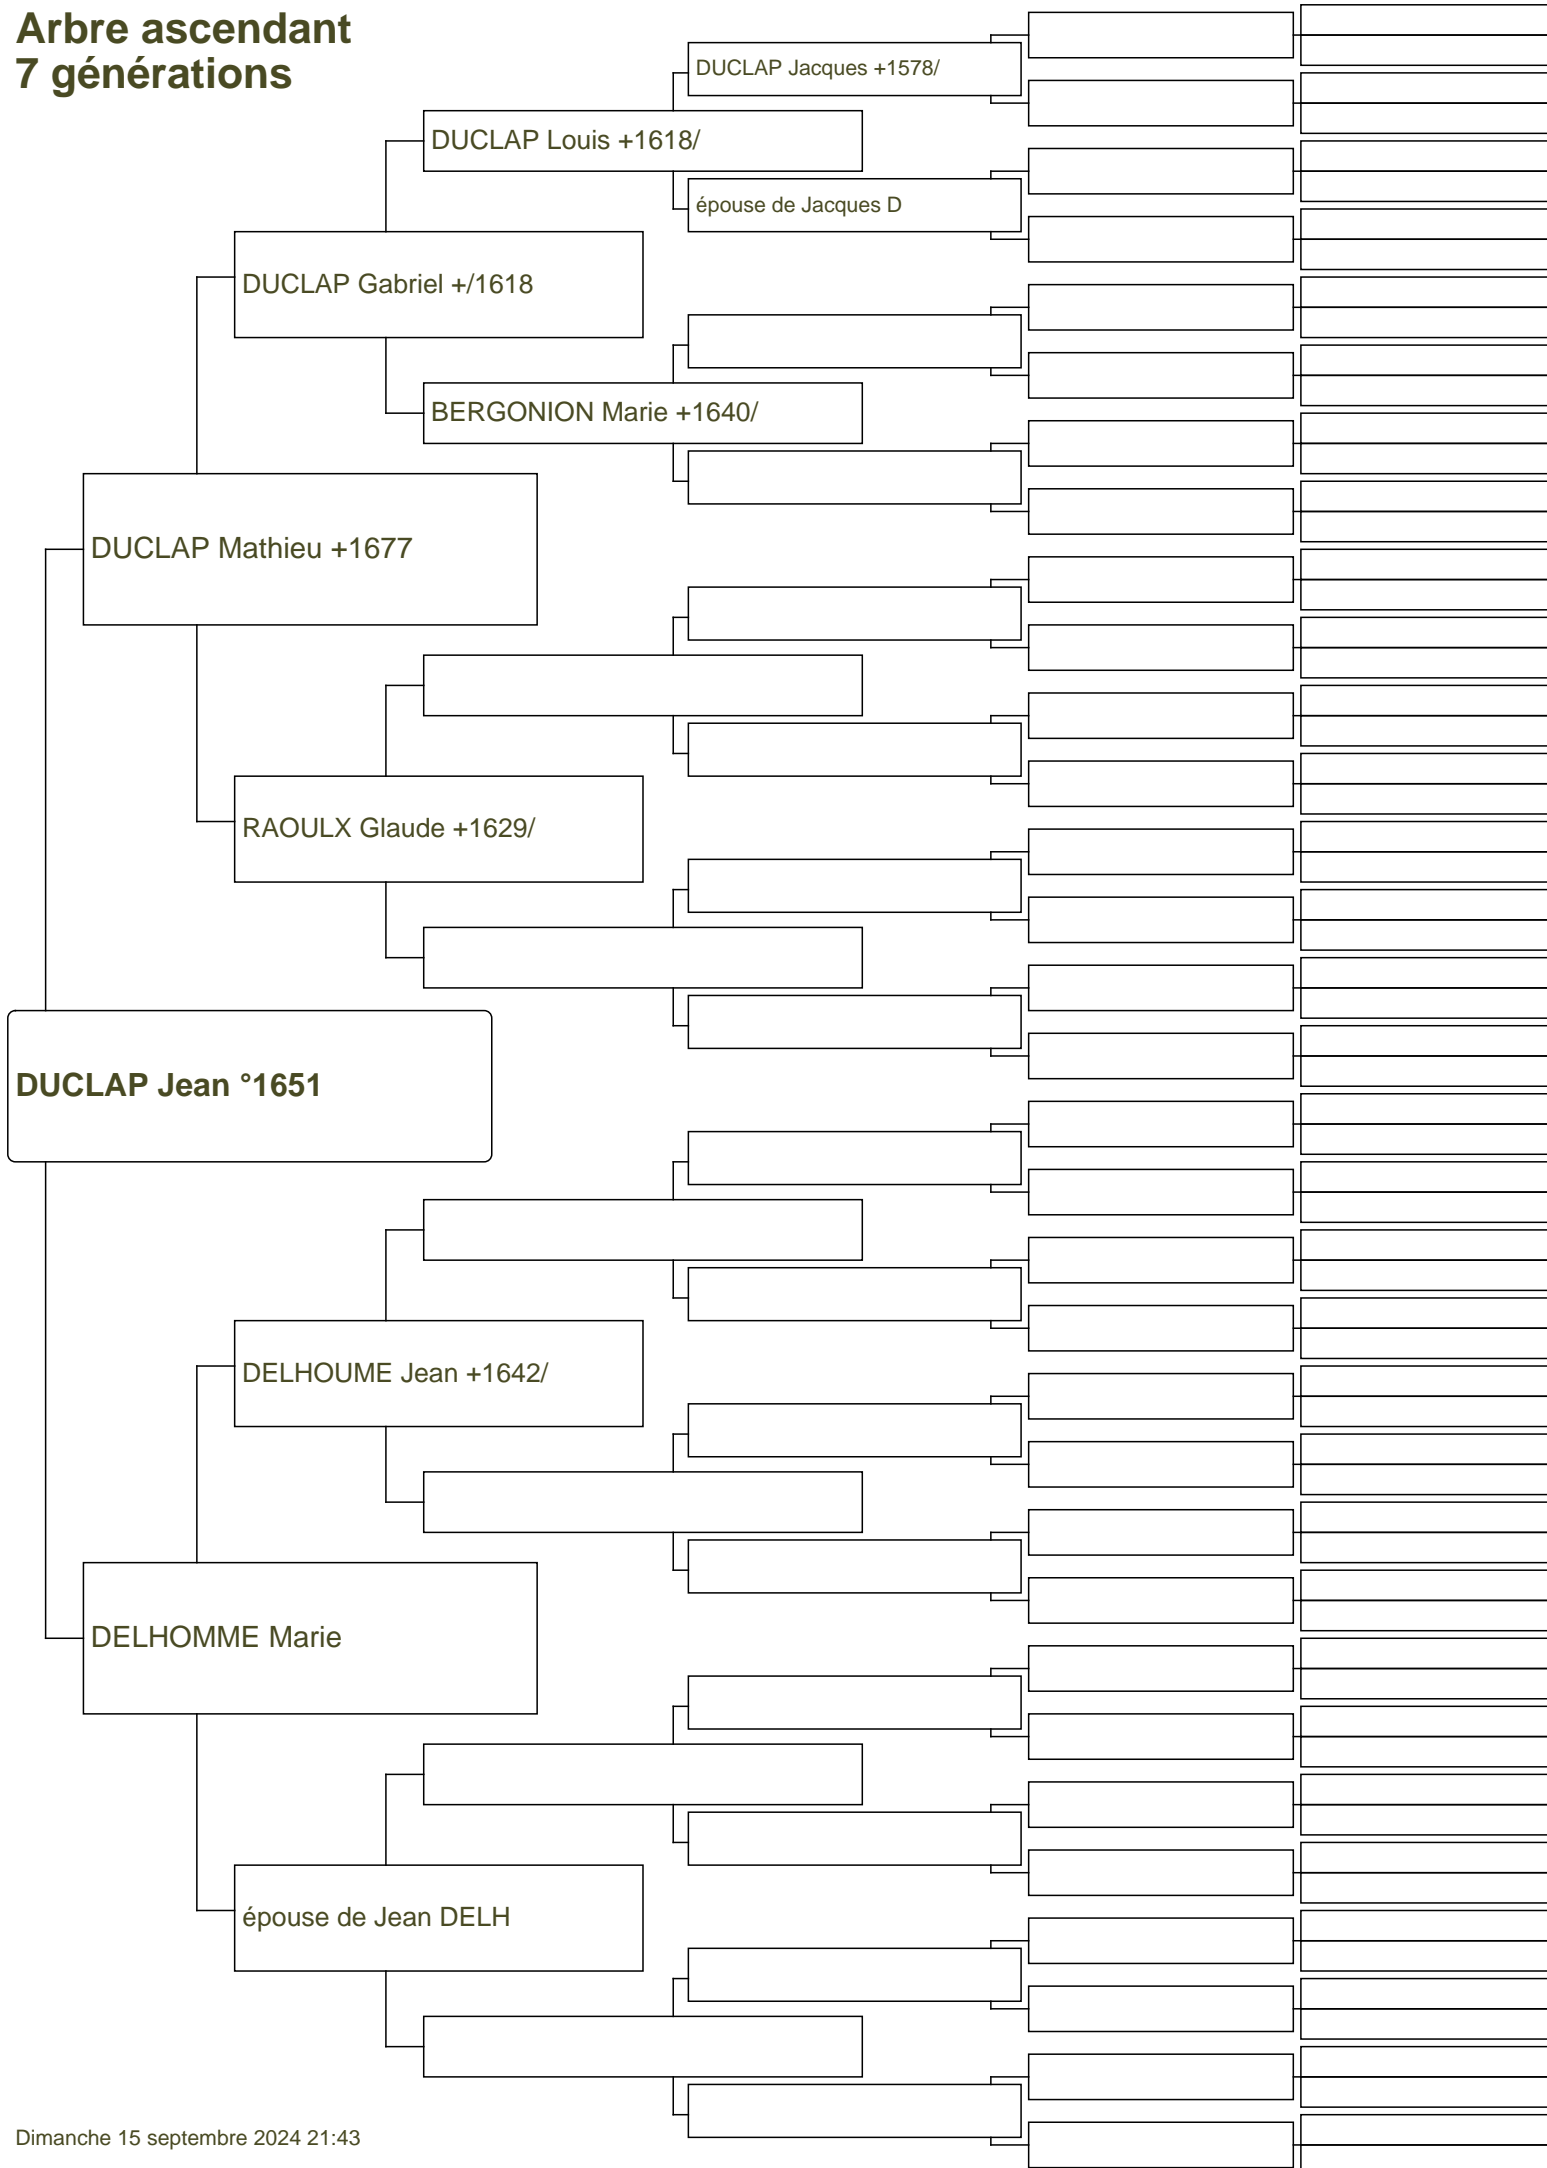 Arbre ascendant
7 générations
DUCLAP Jacques +1578/
DUCLAP Louis +1618/
épouse de Jacques D
DUCLAP Gabriel +/1618
BERGONION Marie +1640/
DUCLAP Mathieu +1677
RAOULX Glaude +1629/
DUCLAP Jean °1651
DELHOUME Jean +1642/
DELHOMME Marie
épouse de Jean DELH
Dimanche 15 septembre 2024 21:43